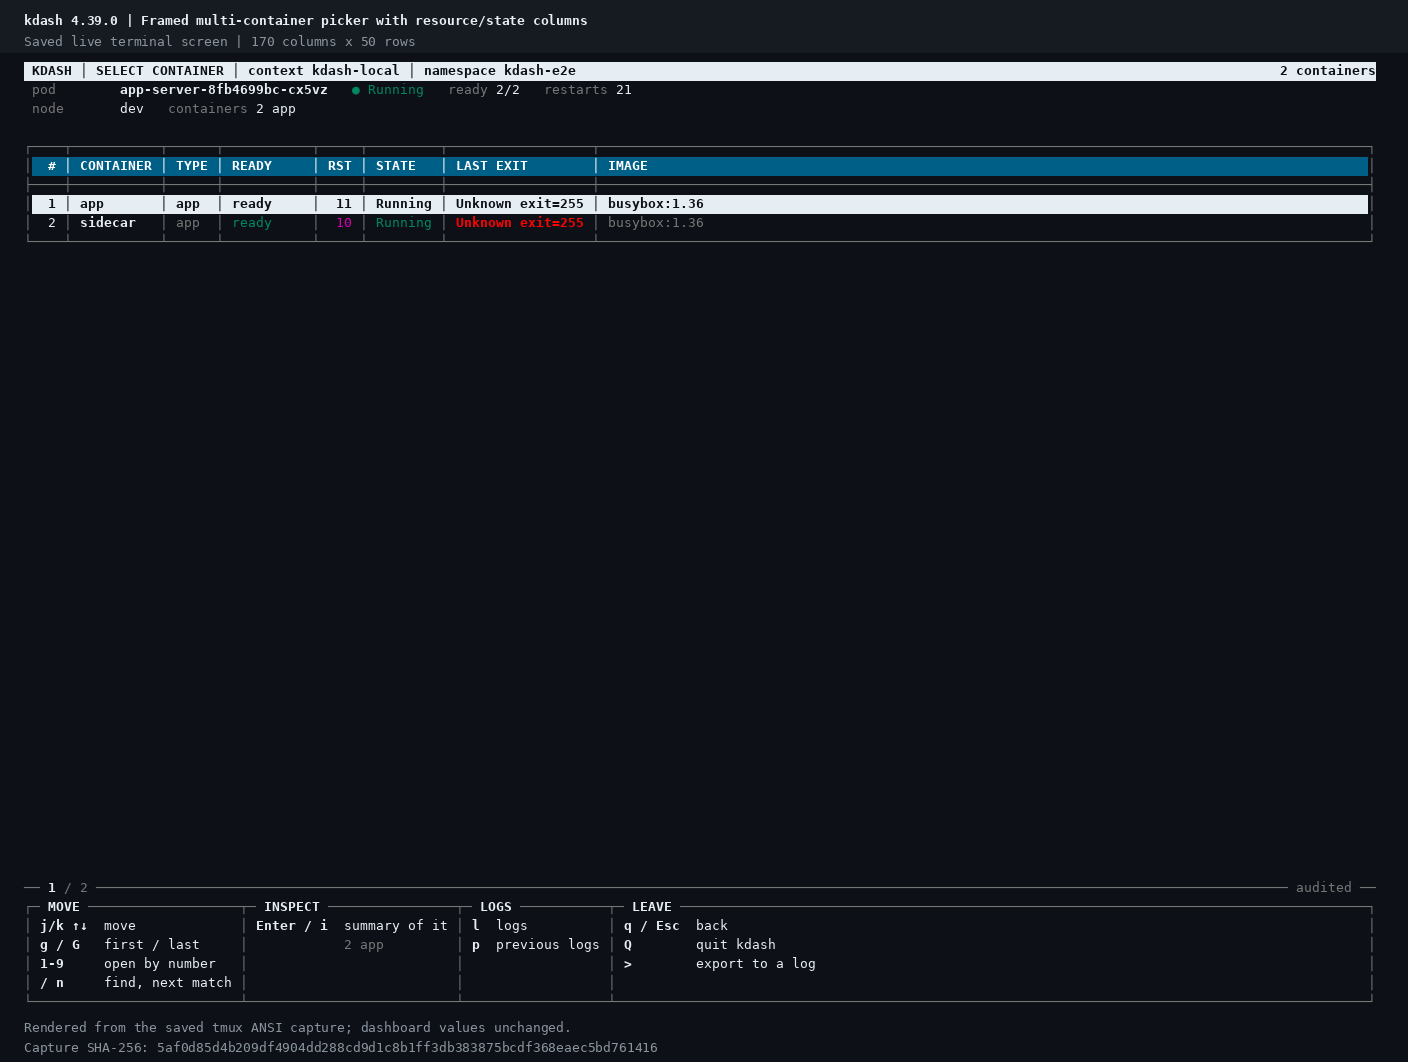 kdash 4.39.0 | Framed multi-container picker with resource/state columns
Saved live terminal screen | 170 columns x 50 rows
KDASH │ SELECT CONTAINER │ context kdash-local │ namespace kdash-e2e 2 containers
pod app-server-8fb4699bc-cx5vz ● Running ready 2/2 restarts 21
node dev containers 2 app
# │ CONTAINER │ TYPE │ READY │ RST │ STATE │ LAST EXIT │ IMAGE
1 │ app │ app │ ready │ 11 │ Running │ Unknown exit=255 │ busybox:1.36
2 │ sidecar │ app │ ready │ 10 │ Running │ Unknown exit=255 │ busybox:1.36
1 / 2 audited
MOVE INSPECT LOGS LEAVE
j/k ↑↓ move │ Enter / i summary of it │ l logs │ q / Esc back
g / G first / last │ 2 app │ p previous logs │ Q quit kdash
1-9 open by number │ > export to a log
/ n find, next match
Rendered from the saved tmux ANSI capture; dashboard values unchanged.
Capture SHA-256: 5af0d85d4b209df4904dd288cd9d1c8b1ff3db383875bcdf368eaec5bd761416